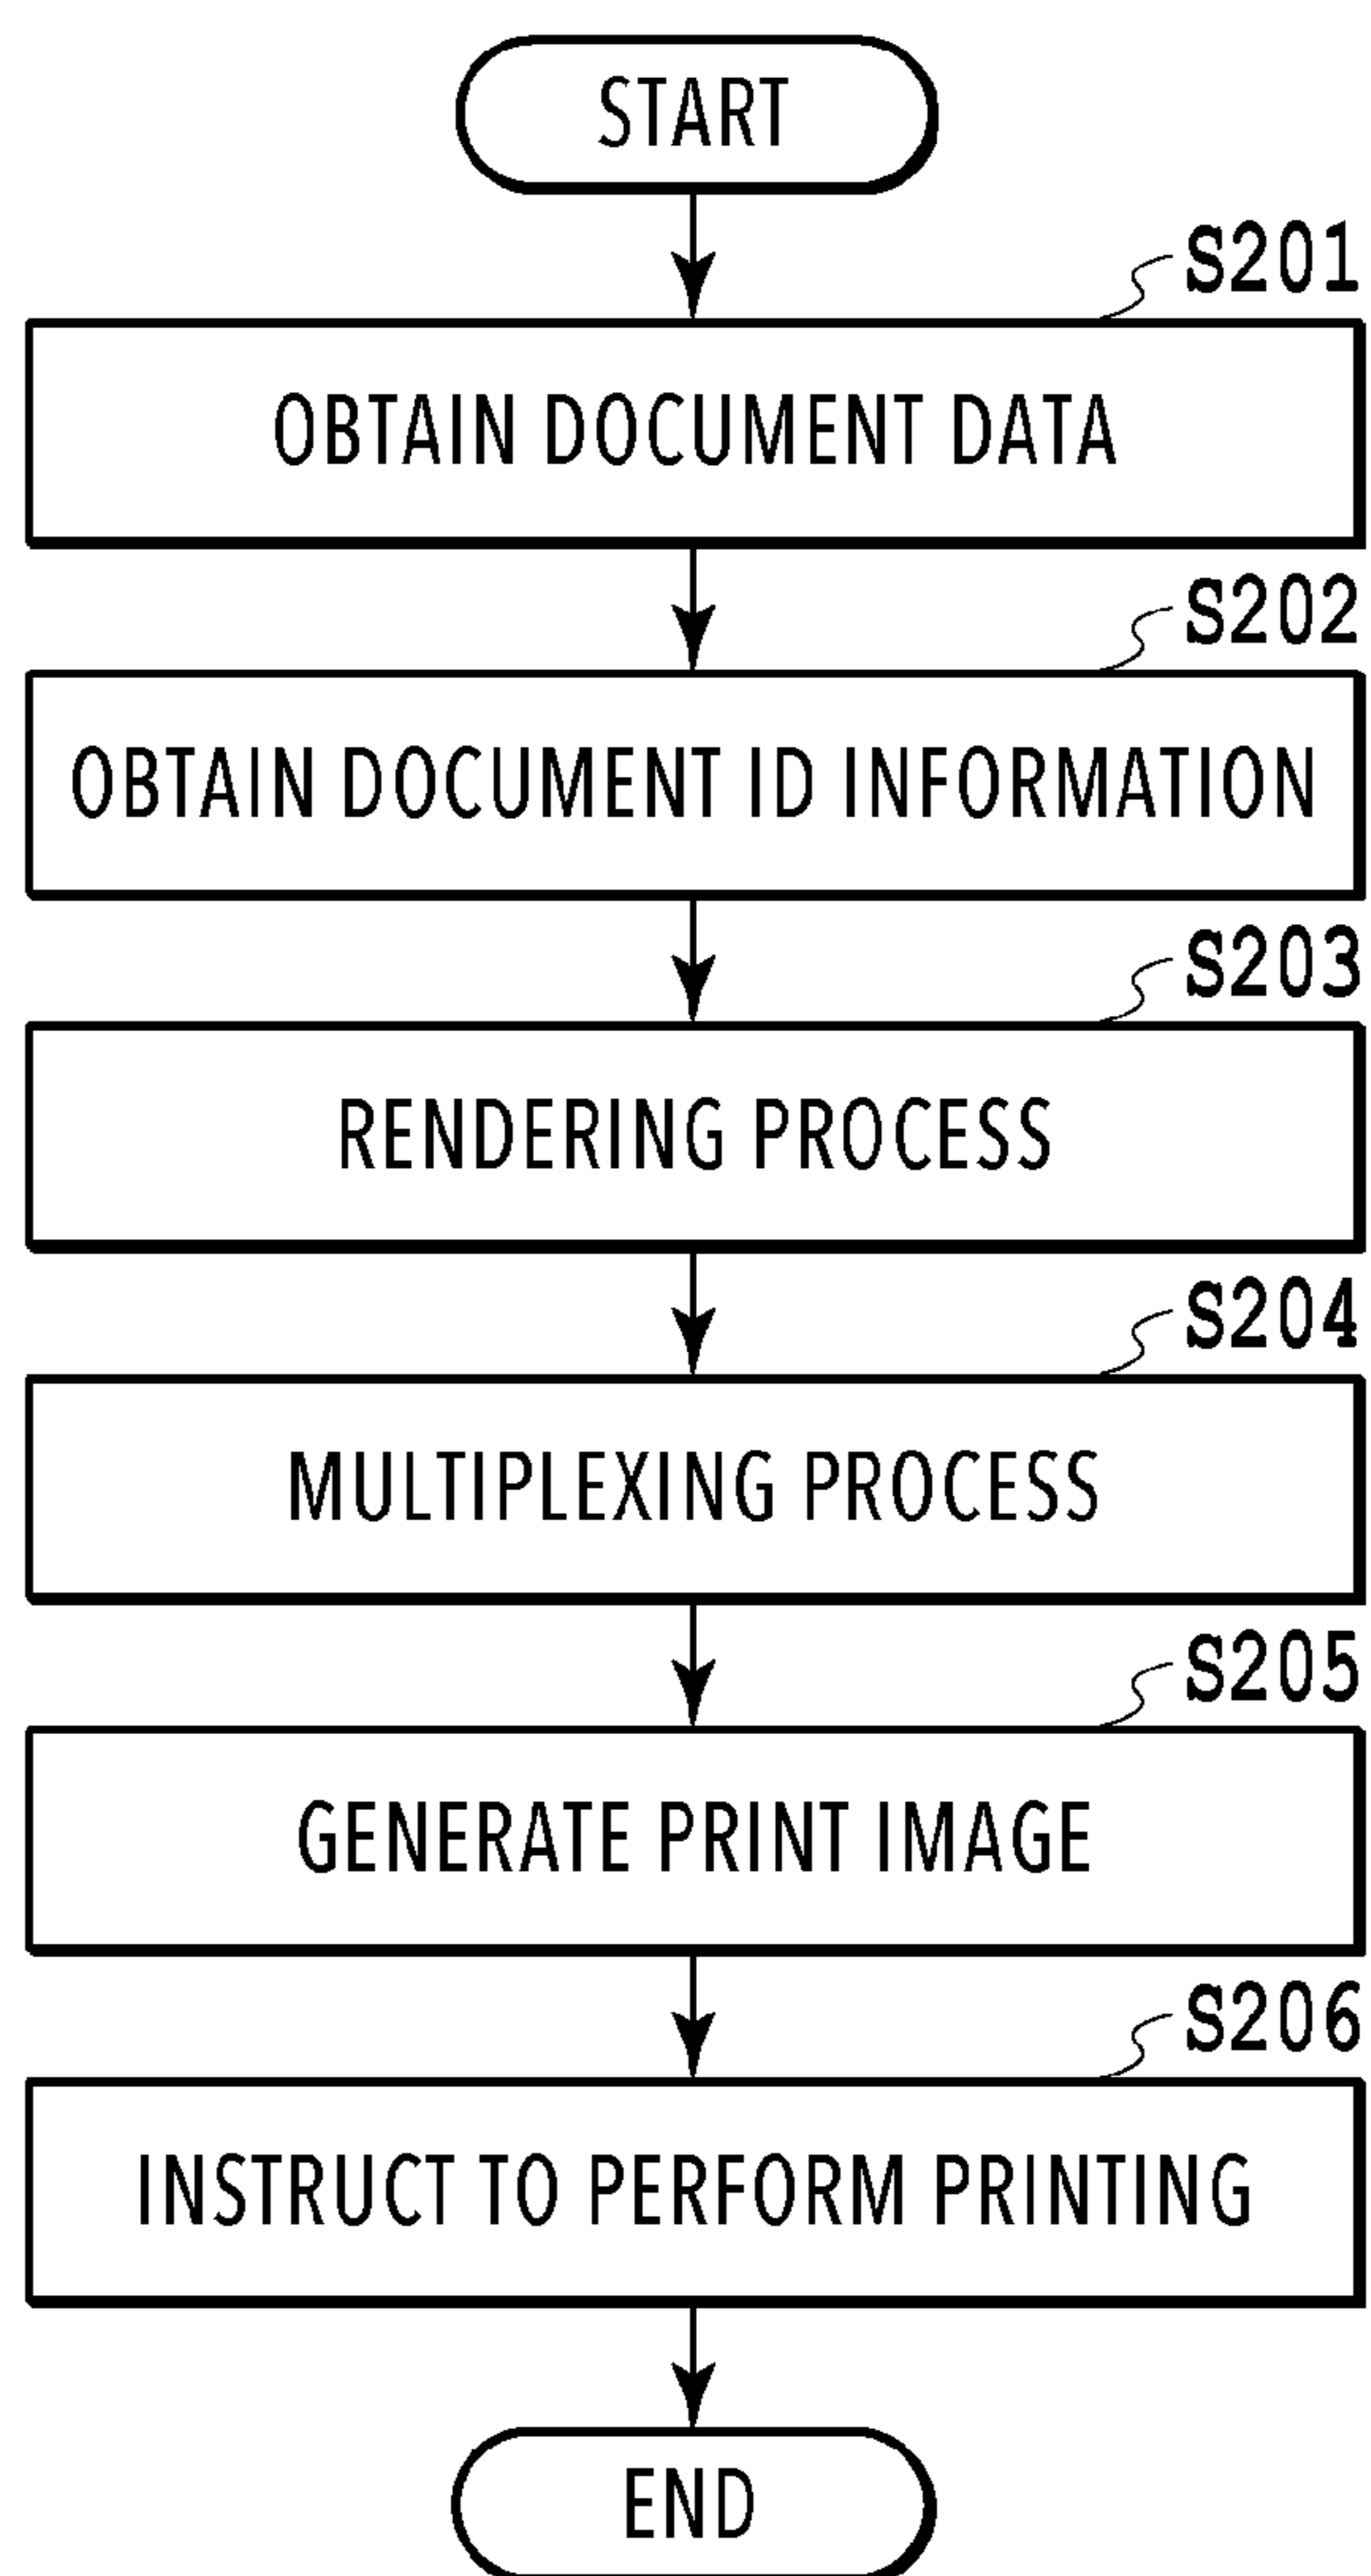 START
S201
OBTAIN DOCUMENT DATA
S202
OBTAIN DOCUMENT ID INFORMATION
S203
RENDERING PROCESS
S204
MULTIPLEXING PROCESS
S205
GENERATE PRINT IMAGE
S206
INSTRUCT TO PERFORM PRINTING
END